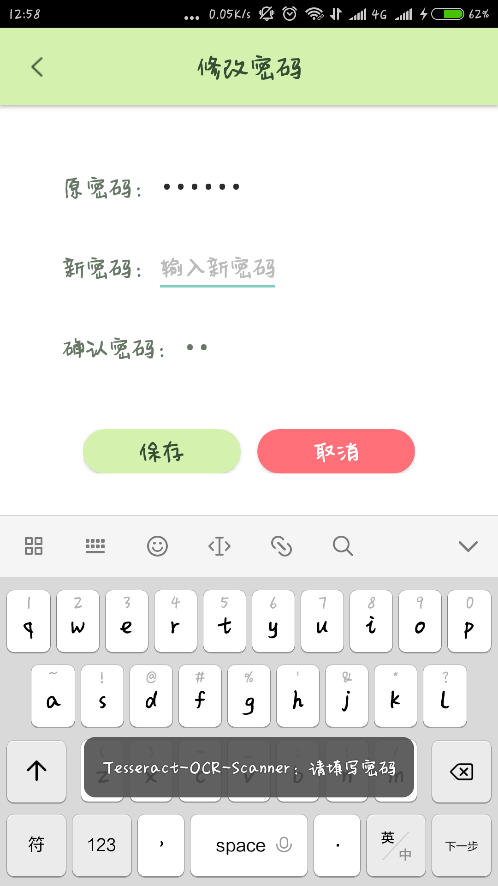 12:58 ... 0.05K/s 4G 62%
修改密码
原密码： ••••••
新密码： 输入新密码
确认密码： ••
保存 取消
1 2 3 4 5 6 7 8 9 0
q w e r t y u i o p
~ ! @ # % ' & * ?
a s d f g h j k l
Tesseract-OCR-Scanner：请填写密码
符 123 , space . 英/中 下一步